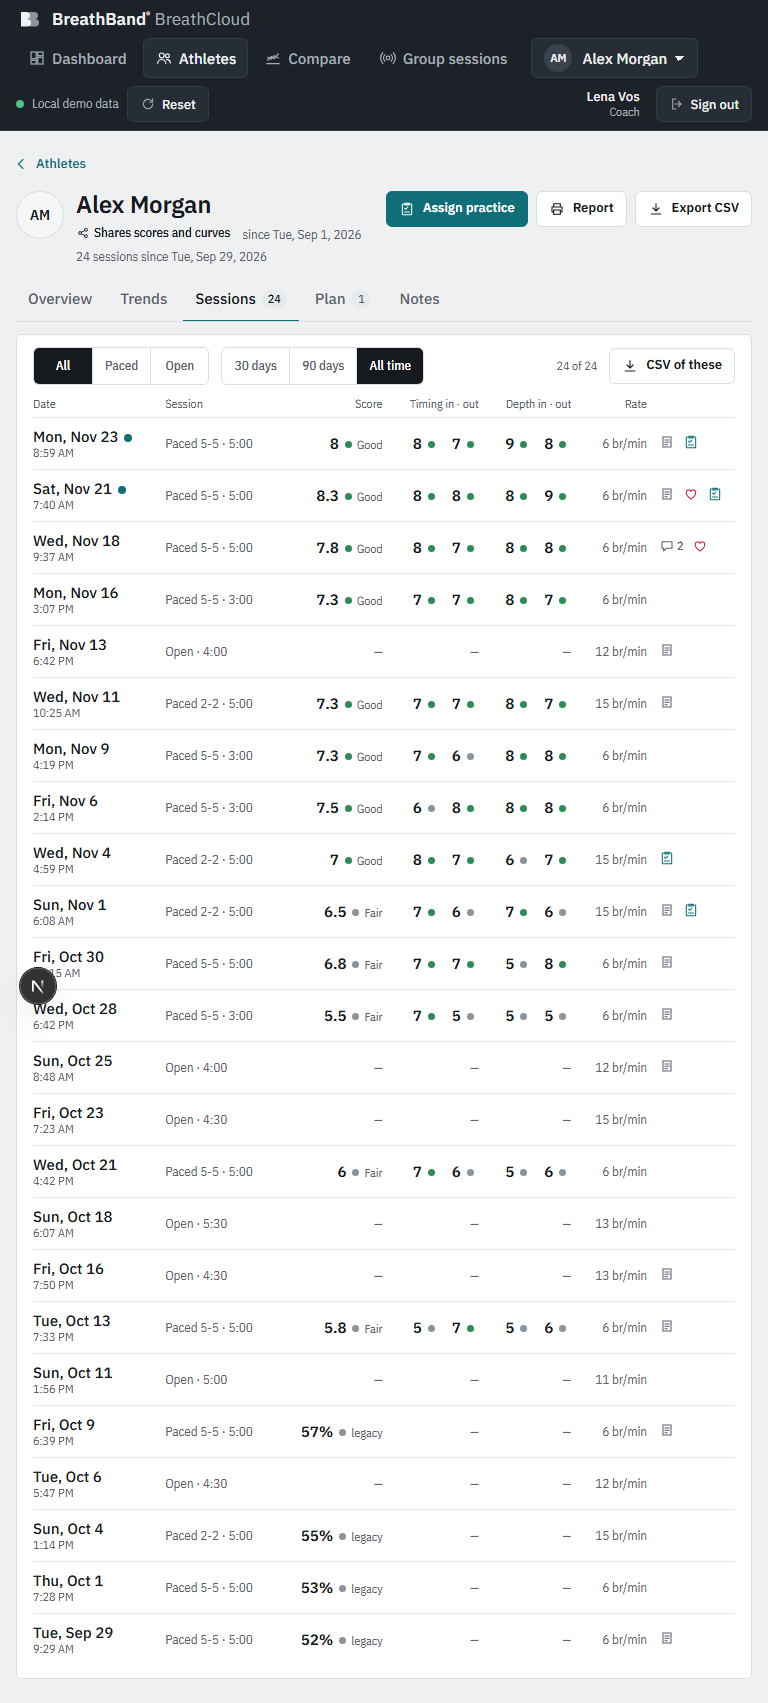 BreathBand® BreathCloud
Dashboard Athletes Compare Group sessions AM Alex Morgan
Local demo data Reset Lena Vos Coach Sign out
Athletes
AM Alex Morgan
Shares scores and curves since Tue, Sep 1, 2026
24 sessions since Tue, Sep 29, 2026
Assign practice Report Export CSV
Overview Trends Sessions 24 Plan 1 Notes
All Paced Open 30 days 90 days All time 24 of 24 CSV of these
Date Session Score Timing in · out Depth in · out Rate
Mon, Nov 23 Paced 5-5 · 5:00 8 Good 8 7 9 8 6 br/min
8:59 AM
Sat, Nov 21 Paced 5-5 · 5:00 8.3 Good 8 8 8 9 6 br/min
7:40 AM
Wed, Nov 18 Paced 5-5 · 5:00 7.8 Good 8 7 8 8 6 br/min 2
9:37 AM
Mon, Nov 16 Paced 5-5 · 3:00 7.3 Good 7 7 8 7 6 br/min
3:07 PM
Fri, Nov 13 Open · 4:00 – – – 12 br/min
6:42 PM
Wed, Nov 11 Paced 2-2 · 5:00 7.3 Good 7 7 8 7 15 br/min
10:25 AM
Mon, Nov 9 Paced 5-5 · 3:00 7.3 Good 7 6 8 8 6 br/min
4:19 PM
Fri, Nov 6 Paced 5-5 · 3:00 7.5 Good 6 8 8 8 6 br/min
2:14 PM
Wed, Nov 4 Paced 2-2 · 5:00 7 Good 8 7 6 7 15 br/min
4:59 PM
Sun, Nov 1 Paced 2-2 · 5:00 6.5 Fair 7 6 7 6 15 br/min
6:08 AM
Fri, Oct 30 Paced 5-5 · 5:00 6.8 Fair 7 7 5 8 6 br/min
15 AM
N
Wed, Oct 28 Paced 5-5 · 3:00 5.5 Fair 7 5 5 5 6 br/min
6:42 PM
Sun, Oct 25 Open · 4:00 – – – 12 br/min
8:48 AM
Fri, Oct 23 Open · 4:30 – – – 15 br/min
7:23 AM
Wed, Oct 21 Paced 5-5 · 5:00 6 Fair 7 6 5 6 6 br/min
4:42 PM
Sun, Oct 18 Open · 5:30 – – – 13 br/min
6:07 AM
Fri, Oct 16 Open · 4:30 – – – 13 br/min
7:50 PM
Tue, Oct 13 Paced 5-5 · 5:00 5.8 Fair 5 7 5 6 6 br/min
7:33 PM
Sun, Oct 11 Open · 5:00 – – – 11 br/min
1:56 PM
Fri, Oct 9 Paced 5-5 · 5:00 57% legacy – – 6 br/min
6:39 PM
Tue, Oct 6 Open · 4:30 – – – 12 br/min
5:47 PM
Sun, Oct 4 Paced 2-2 · 5:00 55% legacy – – 15 br/min
1:14 PM
Thu, Oct 1 Paced 5-5 · 5:00 53% legacy – – 6 br/min
7:28 PM
Tue, Sep 29 Paced 5-5 · 5:00 52% legacy – – 6 br/min
9:29 AM